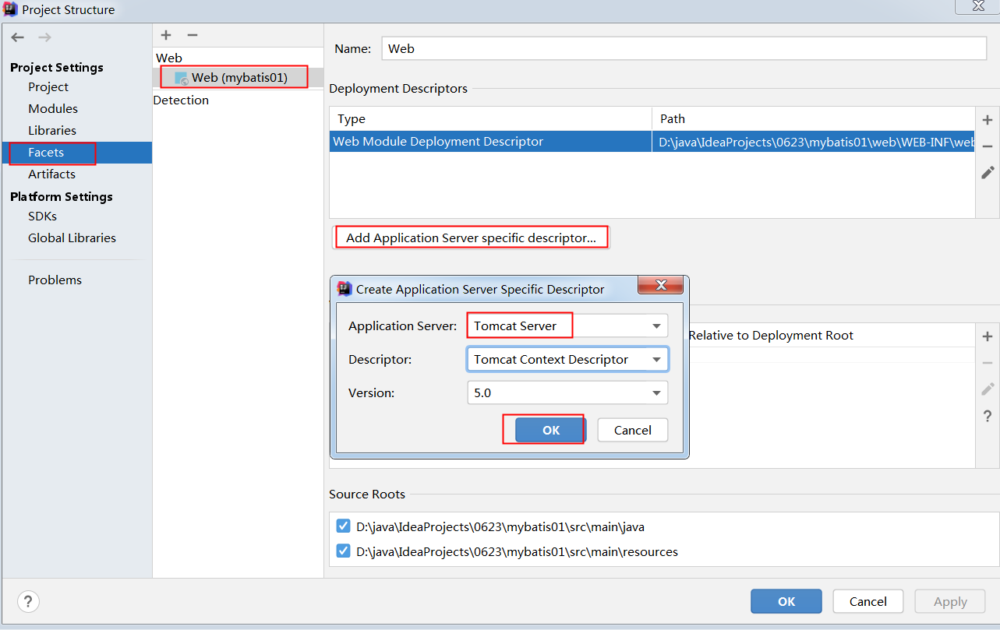 Project Structure
Project Settings
Project
Modules
Libraries
Facets
Artifacts
Platform Settings
SDKs
Global Libraries
Problems
Web
Web (mybatis01)
Detection
Name: Web
Deployment Descriptors
Type Path
Web Module Deployment Descriptor D:\java\IdeaProjects\0623\mybatis01\web\WEB-INF\web
Add Application Server specific descriptor...
Create Application Server Specific Descriptor
Application Server: Tomcat Server
Descriptor: Tomcat Context Descriptor
Version: 5.0
OK Cancel
Relative to Deployment Root
?
Source Roots
D:\java\IdeaProjects\0623\mybatis01\src\main\java
D:\java\IdeaProjects\0623\mybatis01\src\main\resources
? OK Cancel Apply